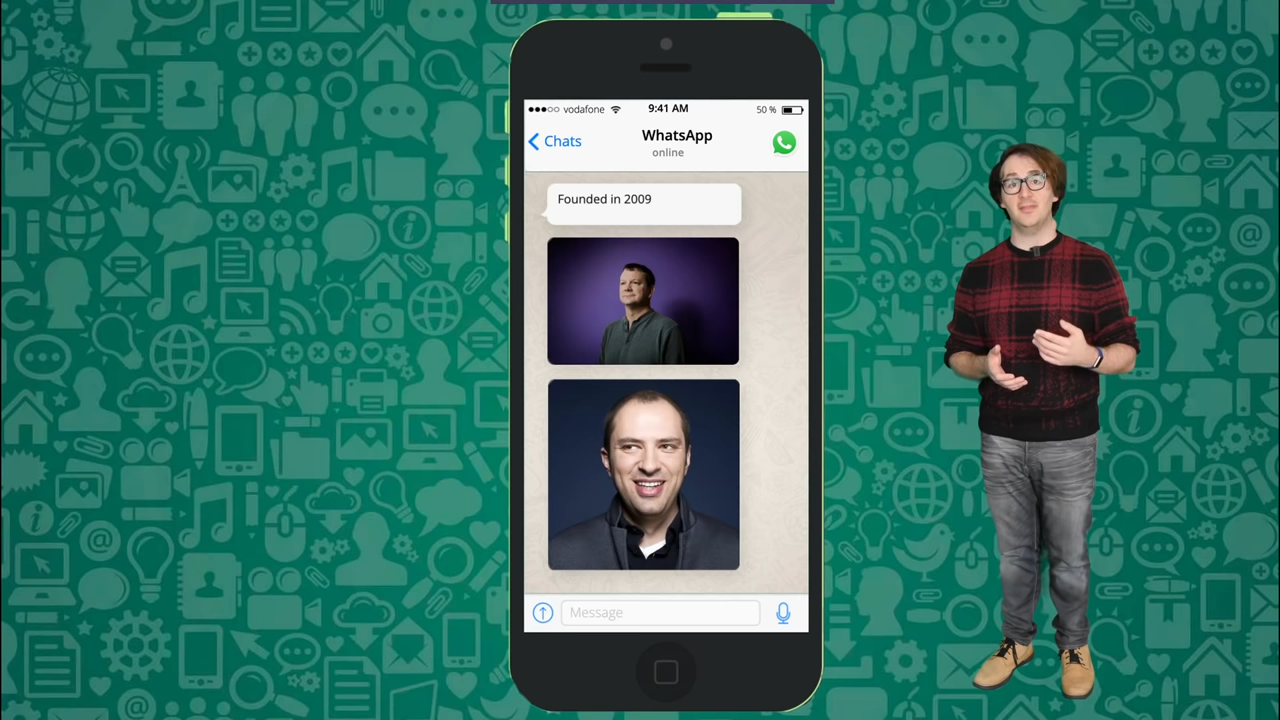 vodafone 9:41 AM 50 %
Chats WhatsApp
online
Founded in 2009
Message